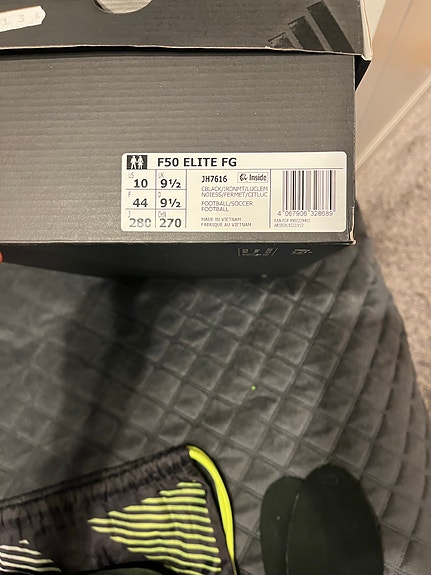 F50 ELITE FG
US 10 UK 9½
F 44 D 9½
J 280 CHN 270
JH7616 Inside
CBLACK/IRONMT/LUCLEM
NOIESS/FERMET/CITLUC
FOOTBALL/SOCCER
FOOTBALL
MADE IN VIETNAM
FABRIQUE AU VIETNAM
4 067906 328689